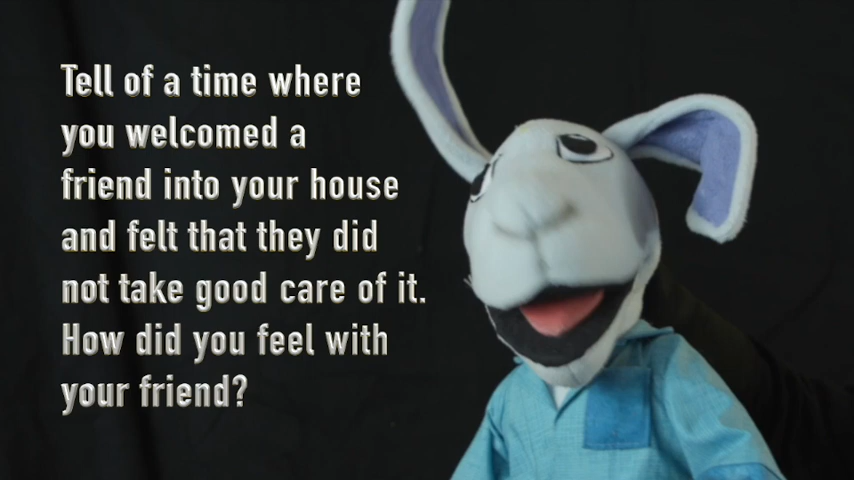 Tell of a time where
you welcomed a
friend into your house
and felt that they did
not take good care of it.
How did you feel with
your friend?